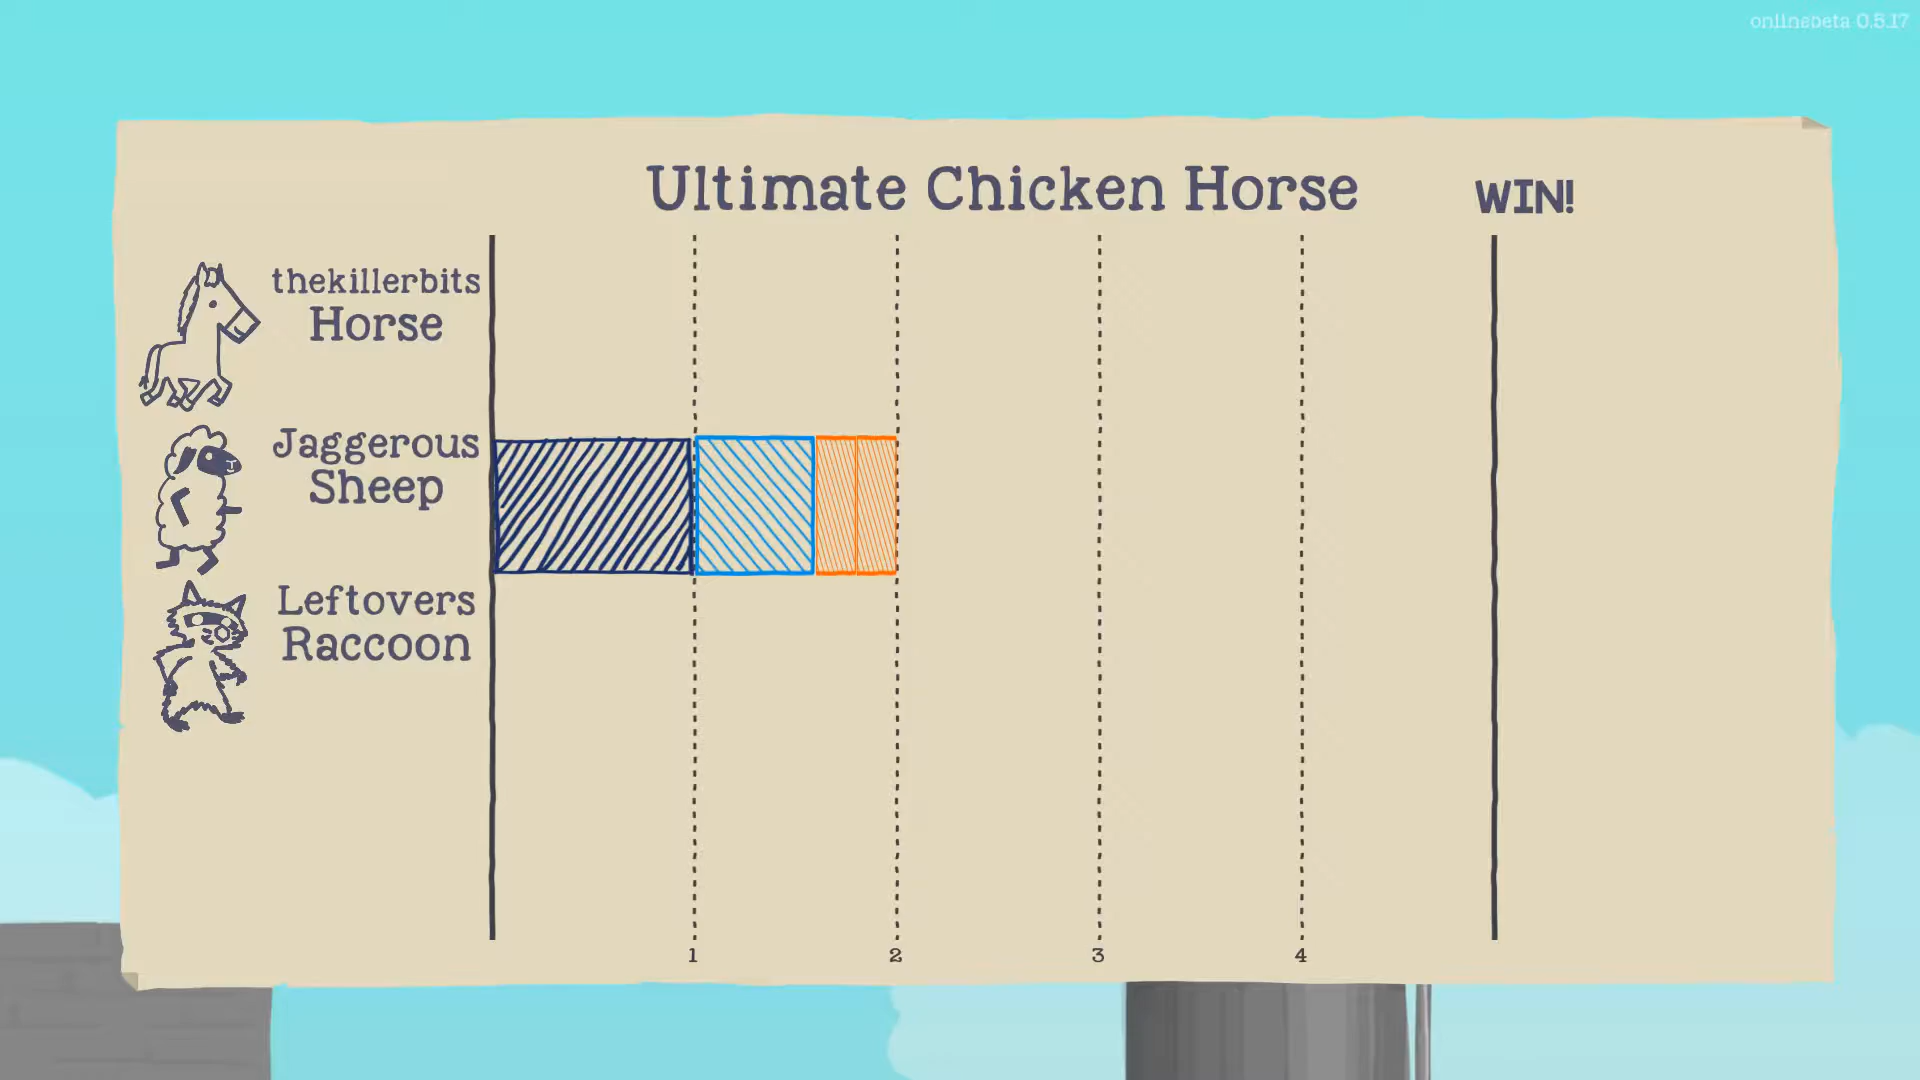 onlinebeta 0.5.17
Ultimate Chicken Horse
WIN!
thekillerbits
Horse
Jaggerous
Sheep
Leftovers
Raccoon
1 2 3 4